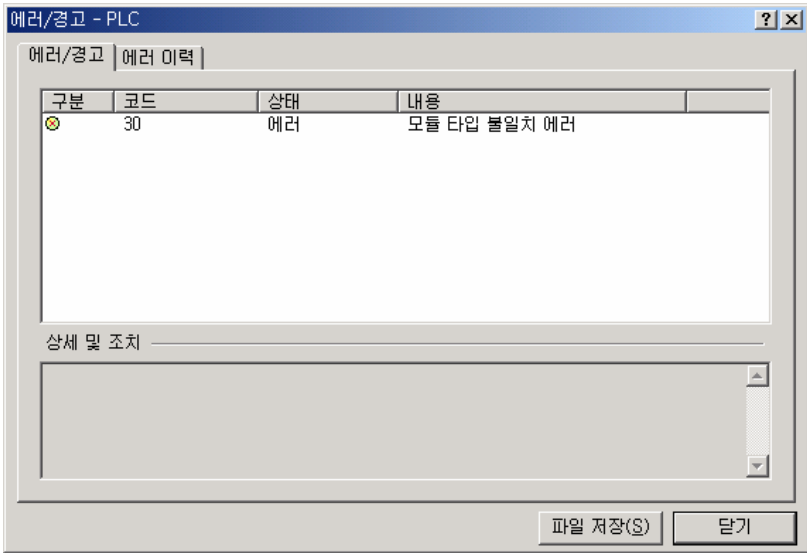 에러/경고 - PLC
에러/경고 에러 이력
구분 코드 상태 내용
30 에러 모듈 타입 불일치 에러
상세 및 조치
파일 저장(S) 닫기